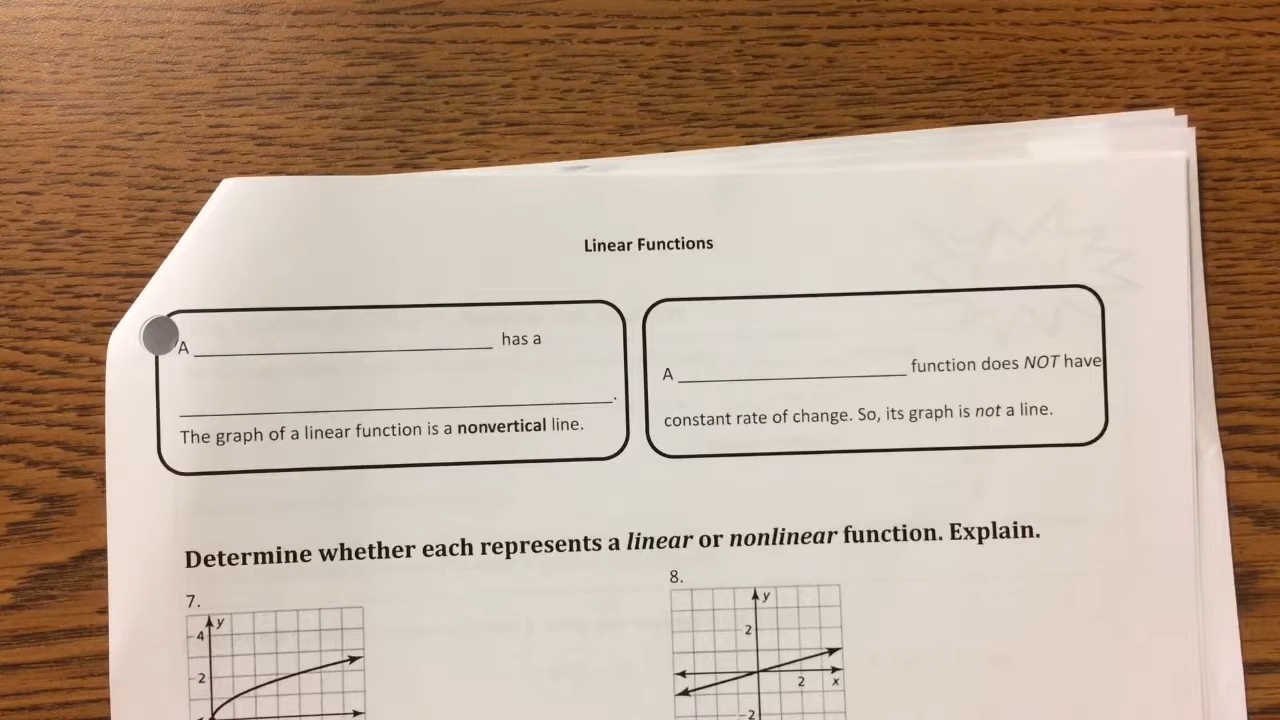 Linear Functions
A ____________________ has a
____________________.
The graph of a linear function is a nonvertical line.
A ____________________ function does NOT have
constant rate of change. So, its graph is not a line.
Determine whether each represents a linear or nonlinear function. Explain.
7.
y
4
2
8.
y
2
2
x
-2